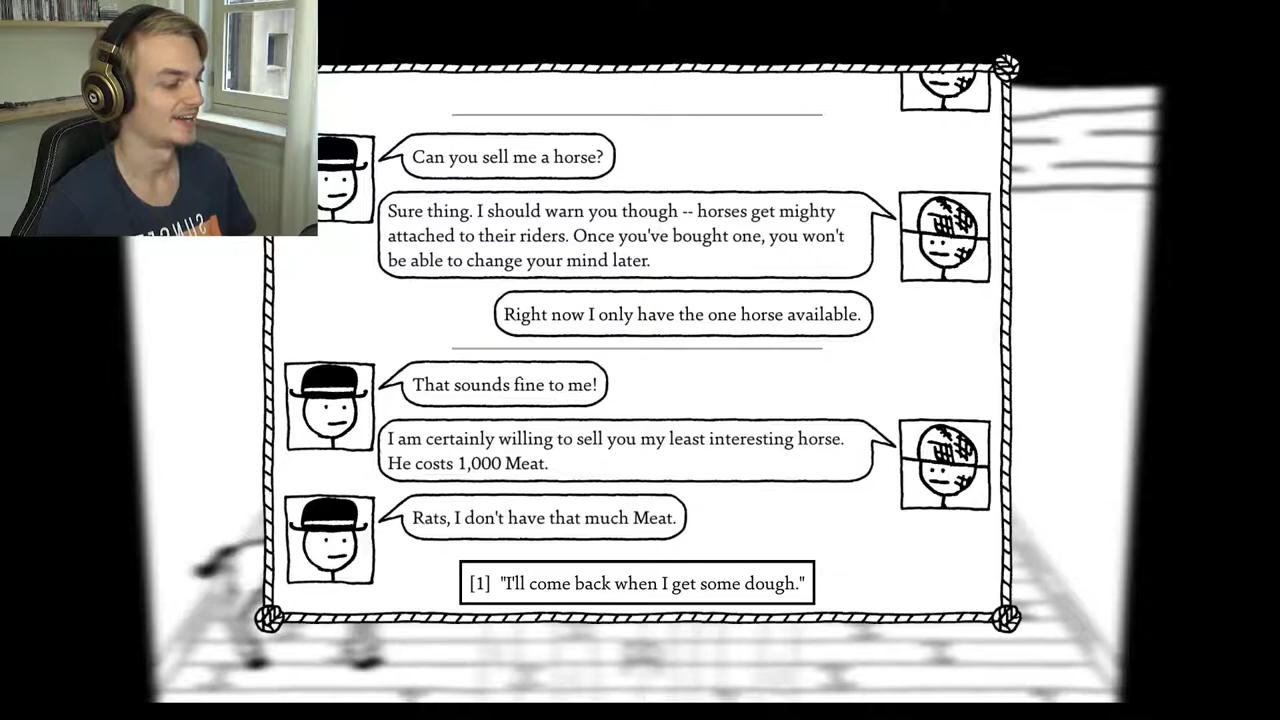 Can you sell me a horse?
Sure thing. I should warn you though -- horses get mighty
attached to their riders. Once you've bought one, you won't
be able to change your mind later.
Right now I only have the one horse available.
That sounds fine to me!
I am certainly willing to sell you my least interesting horse.
He costs 1,000 Meat.
Rats, I don't have that much Meat.
[1] "I'll come back when I get some dough."